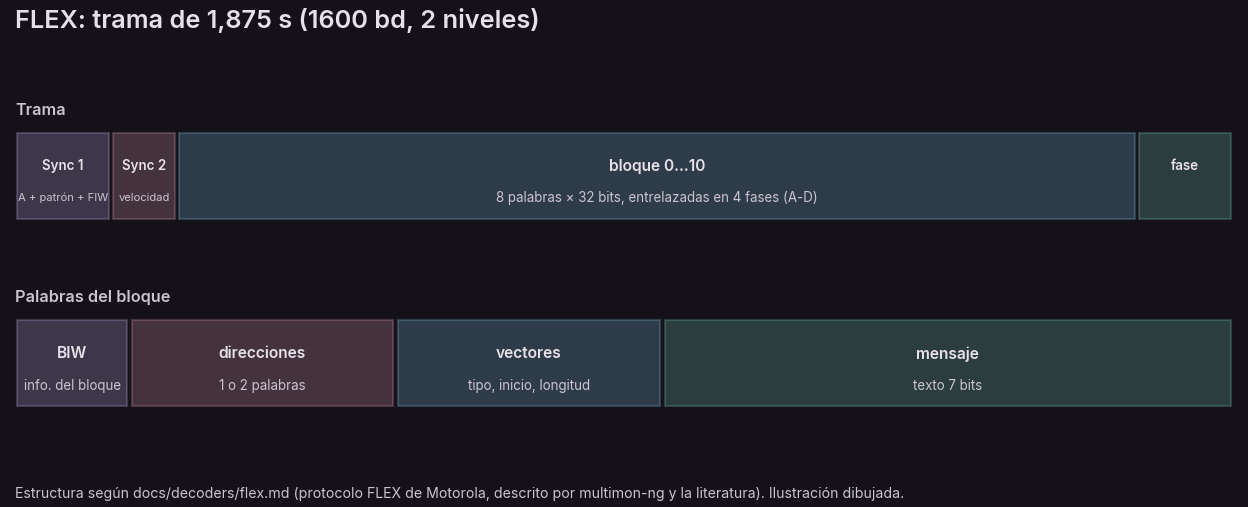 FLEX: trama de 1,875 s (1600 bd, 2 niveles)
Trama
Sync 1
Sync 2
bloque 0...10
fase
A + patrón + FIW
velocidad
8 palabras × 32 bits, entrelazadas en 4 fases (A-D)
Palabras del bloque
BIW
direcciones
vectores
mensaje
info. del bloque
1 o 2 palabras
tipo, inicio, longitud
texto 7 bits
Estructura según docs/decoders/flex.md (protocolo FLEX de Motorola, descrito por multimon-ng y la literatura). Ilustración dibujada.